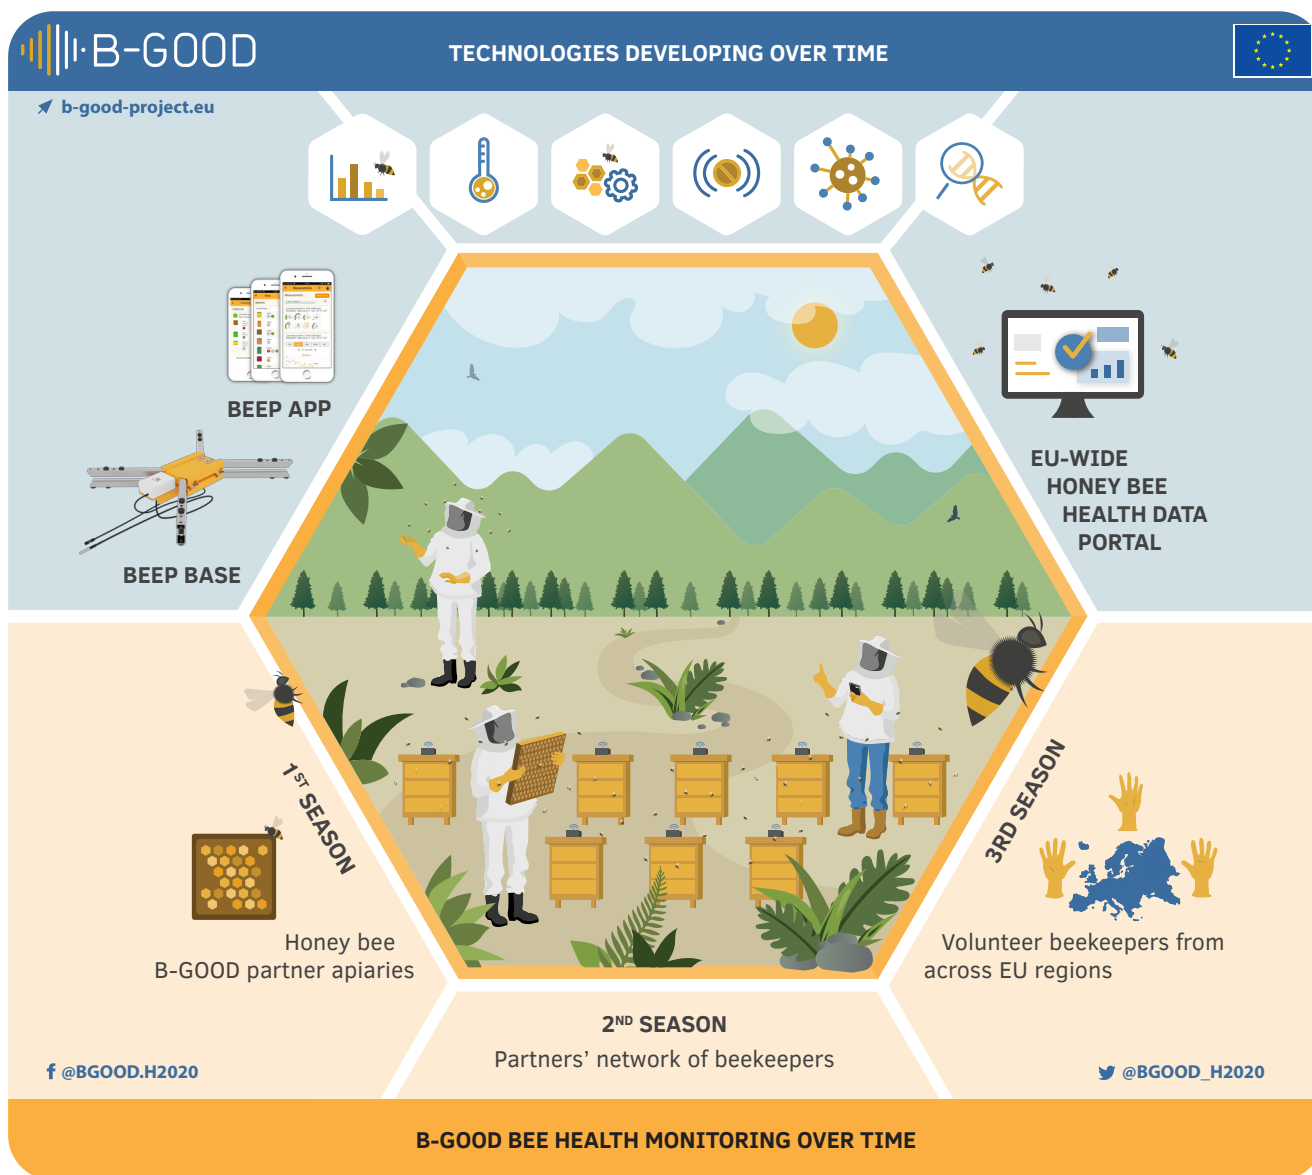 B-GOOD
TECHNOLOGIES DEVELOPING OVER TIME
b-good-project.eu
BEEP APP
BEEP BASE
EU-WIDE
HONEY BEE
HEALTH DATA
PORTAL
1ST SEASON
Honey bee
B-GOOD partner apiaries
2ND SEASON
Partners’ network of beekeepers
3RD SEASON
Volunteer beekeepers from
across EU regions
@BGOOD.H2020
@BGOOD_H2020
B-GOOD BEE HEALTH MONITORING OVER TIME